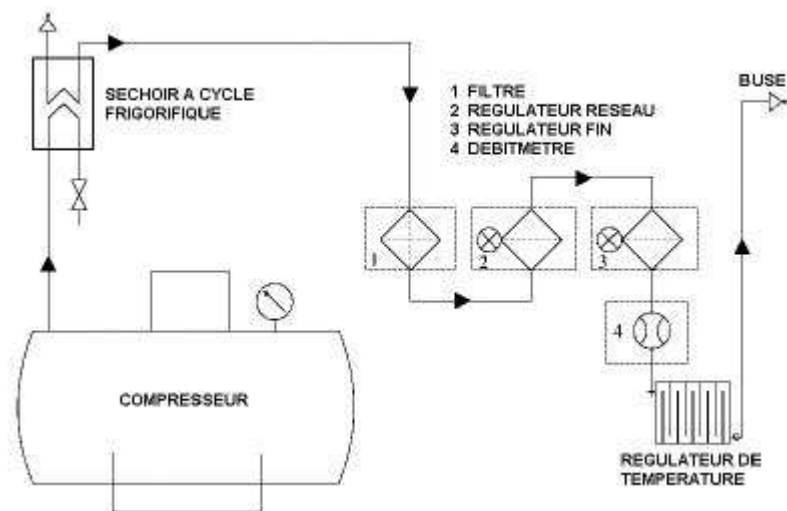 SECHOIR A CYCLE
FRIGORIFIQUE
1 FILTRE
2 REGULATEUR RESEAU
3 REGULATEUR FIN
4 DEBITMETRE
BUSE
1
2
3
4
COMPRESSEUR
REGULATEUR DE
TEMPERATURE